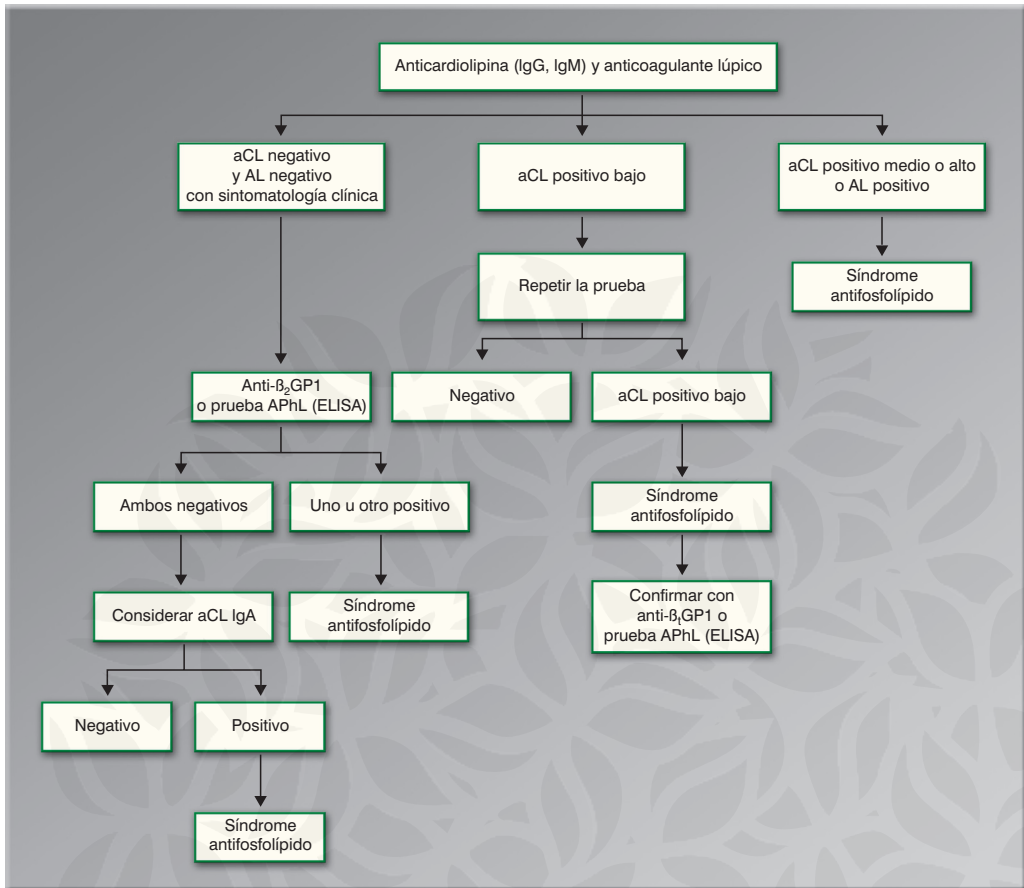 Anticardiolipina (IgG, IgM) y anticoagulante lúpico
aCL negativo
y AL negativo
con sintomatología clínica
aCL positivo bajo
aCL positivo medio o alto
o AL positivo
Repetir la prueba
Síndrome
antifosfolípido
Anti-ß₂GP1
o prueba APhL (ELISA)
Negativo
aCL positivo bajo
Ambos negativos
Uno u otro positivo
Síndrome
antifosfolípido
Considerar aCL IgA
Síndrome
antifosfolípido
Confirmar con
anti-ßₜGP1 o
prueba APhL (ELISA)
Negativo
Positivo
Síndrome
antifosfolípido